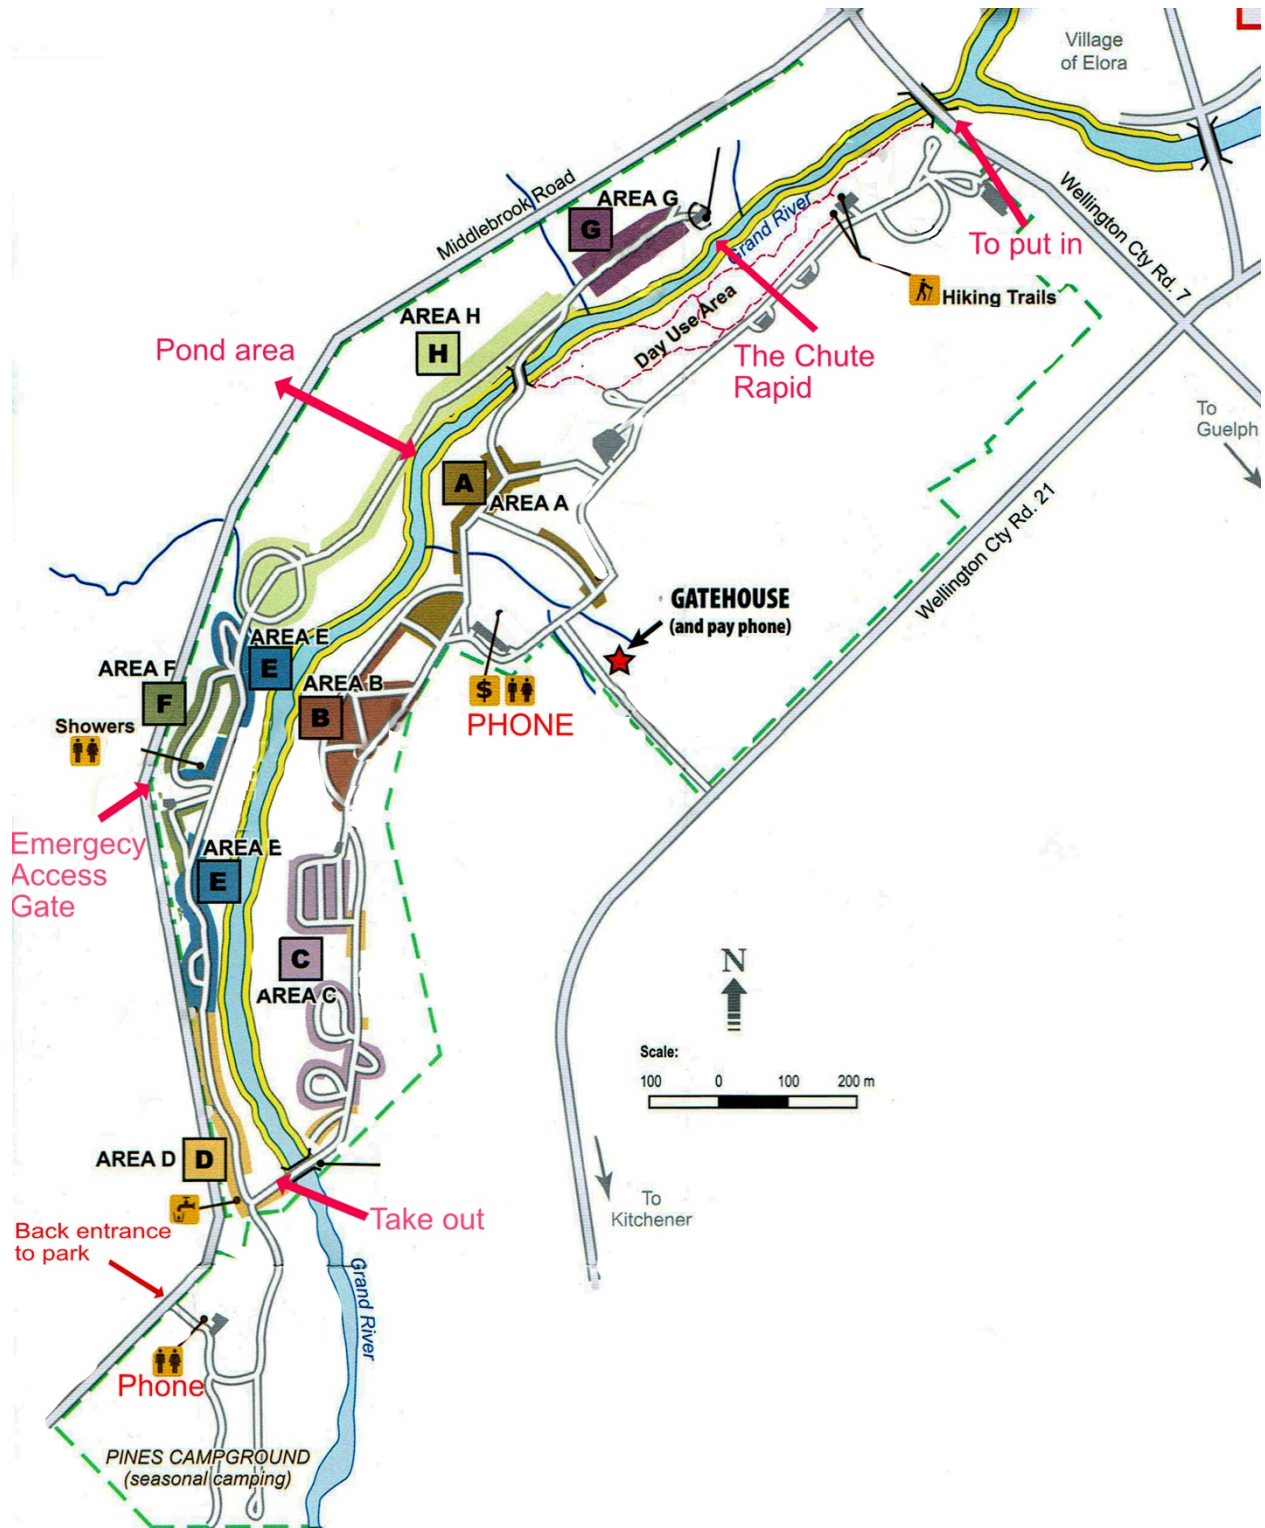 Village
of Elora
Middlebrook Road
AREA G
G
Grand River
Wellington Cty Rd. 7
To put in
Hiking Trails
Day Use Area
AREA H
H
Pond area
The Chute
Rapid
To
Guelph
A
AREA A
Wellington Cty Rd. 21
GATEHOUSE
(and pay phone)
AREA E
E
AREA F
F
AREA B
B
$
PHONE
Showers
Emergecy
Access
Gate
AREA E
E
C
AREA C
N
Scale:
100 0 100 200 m
AREA D
D
To
Kitchener
Take out
Back entrance
to park
Grand River
Phone
PINES CAMPGROUND
(seasonal camping)